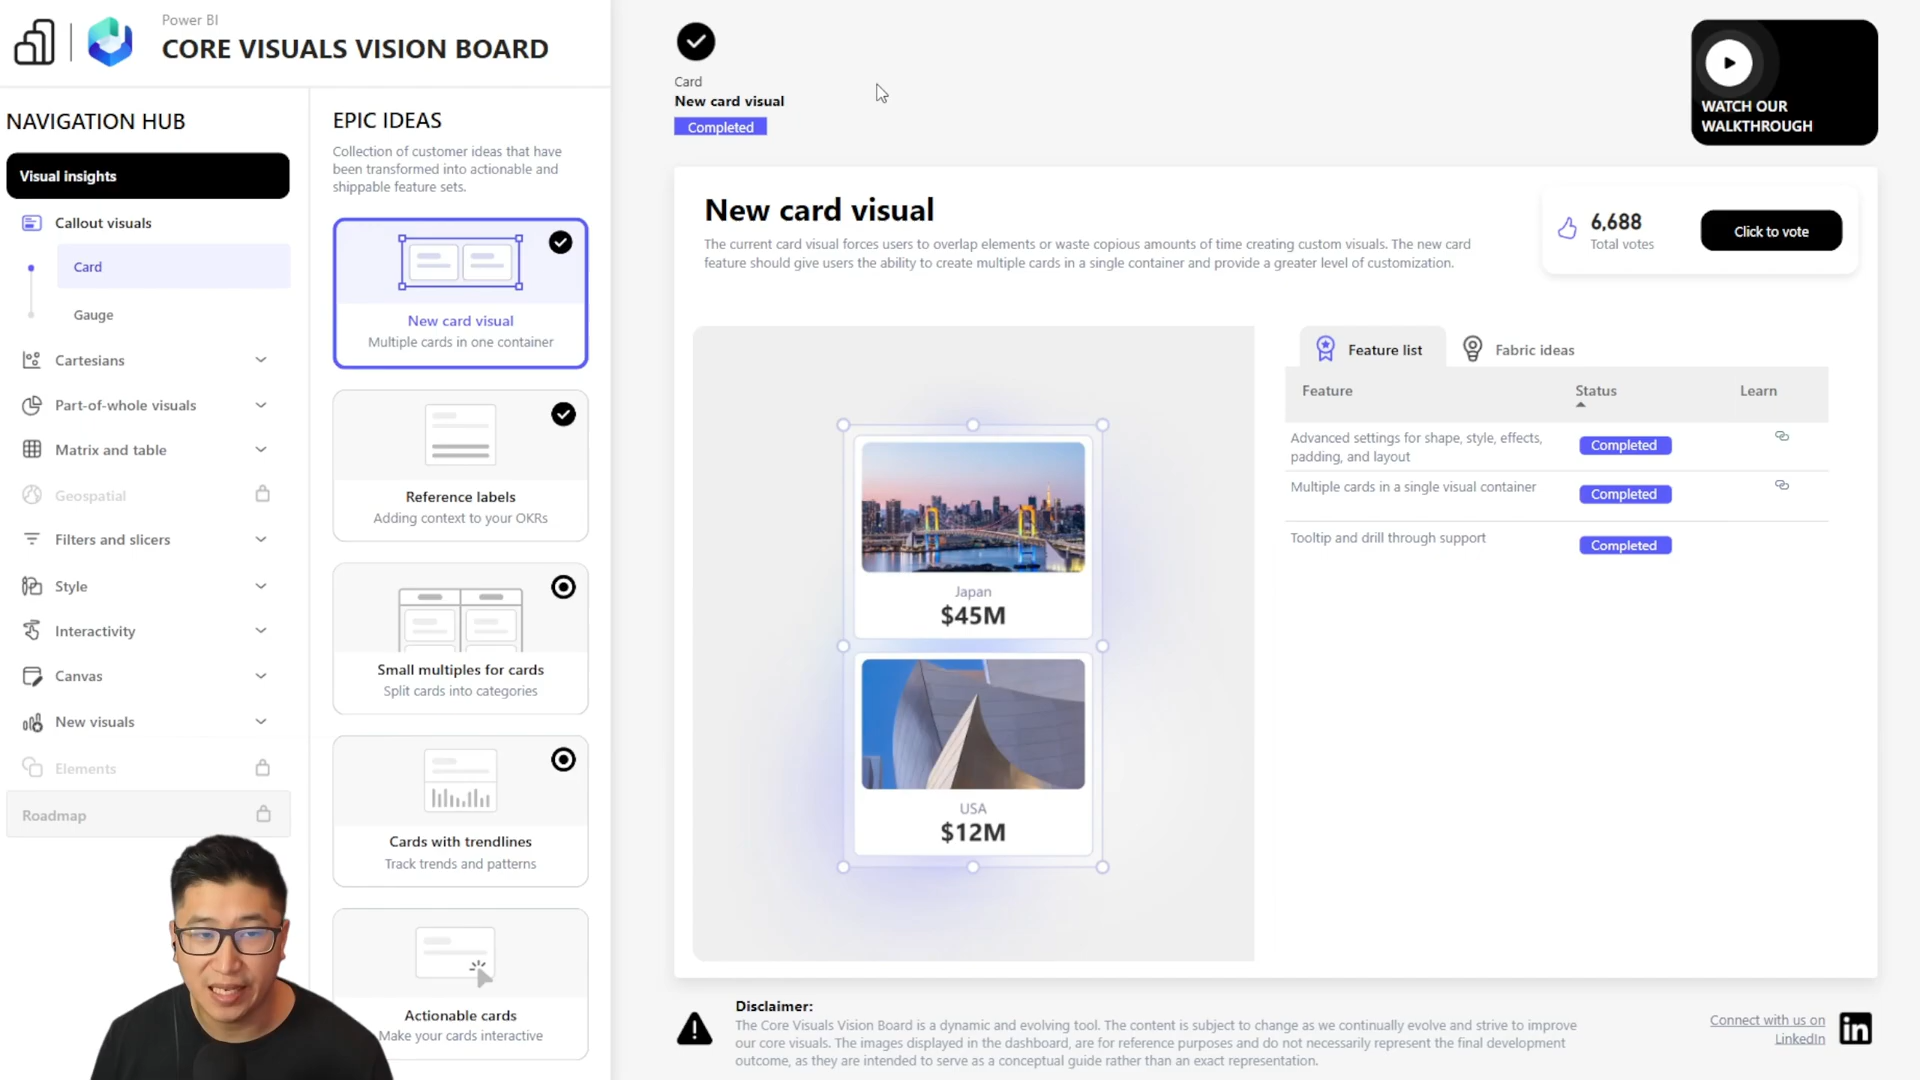 Power BI
CORE VISUALS VISION BOARD
NAVIGATION HUB
Visual insights
Callout visuals
Card
Gauge
Cartesians
Part-of-whole visuals
Matrix and table
Geospatial
Filters and slicers
Style
Interactivity
Canvas
New visuals
Elements
Roadmap
EPIC IDEAS
Collection of customer ideas that have
been transformed into actionable and
shippable feature sets.
New card visual
Multiple cards in one container
Reference labels
Adding context to your OKRs
Small multiples for cards
Split cards into categories
Cards with trendlines
Track trends and patterns
Actionable cards
Make your cards interactive
Card
New card visual
Completed
WATCH OUR
WALKTHROUGH
New card visual
The current card visual forces users to overlap elements or waste copious amounts of time creating custom visuals. The new card
feature should give users the ability to create multiple cards in a single container and provide a greater level of customization.
6,688
Total votes
Click to vote
Japan
$45M
USA
$12M
Feature list
Fabric ideas
Feature Status Learn
Advanced settings for shape, style, effects,
padding, and layout
Completed
Multiple cards in a single visual container
Completed
Tooltip and drill through support
Completed
Disclaimer:
The Core Visuals Vision Board is a dynamic and evolving tool. The content is subject to change as we continually evolve and strive to improve
our core visuals. The images displayed in the dashboard, are for reference purposes and do not necessarily represent the final development
outcome, as they are intended to serve as a conceptual guide rather than an exact representation.
Connect with us on
LinkedIn
in